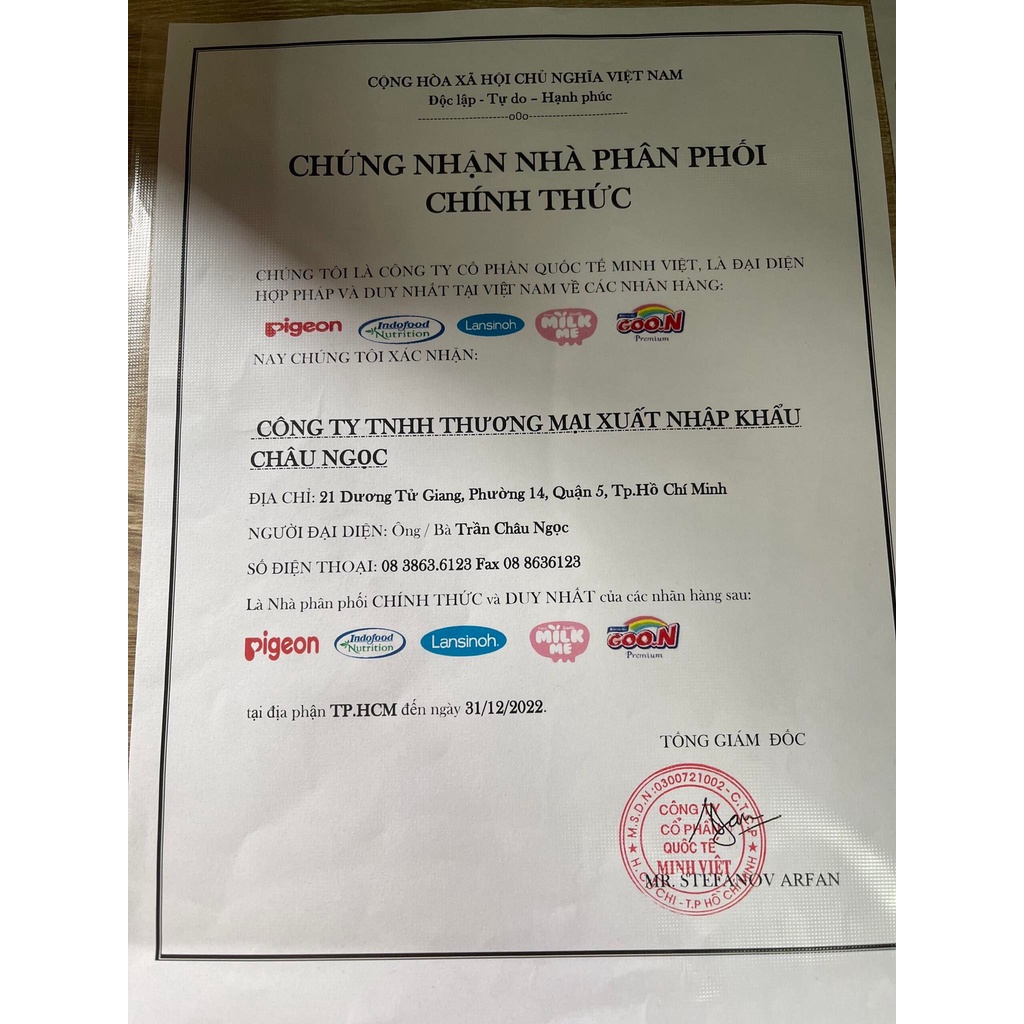 CỘNG HÒA XÃ HỘI CHỦ NGHĨA VIỆT NAM
Độc lập - Tự do – Hạnh phúc
-----------------------o0o-------------------------
CHỨNG NHẬN NHÀ PHÂN PHỐI
CHÍNH THỨC
CHÚNG TÔI LÀ CÔNG TY CỔ PHẦN QUỐC TẾ MINH VIỆT, LÀ ĐẠI DIỆN
HỢP PHÁP VÀ DUY NHẤT TẠI VIỆT NAM VỀ CÁC NHÃN HÀNG:
Pigeon Indofood Nutrition Lansinoh MILK ME GOO.N Premium
NAY CHÚNG TÔI XÁC NHẬN:
CÔNG TY TNHH THƯƠNG MẠI XUẤT NHẬP KHẨU
CHÂU NGỌC
ĐỊA CHỈ: 21 Dương Tử Giang, Phường 14, Quận 5, Tp.Hồ Chí Minh
NGƯỜI ĐẠI DIỆN: Ông / Bà Trần Châu Ngọc
SỐ ĐIỆN THOẠI: 08 3863.6123 Fax 08 8636123
Là Nhà phân phối CHÍNH THỨC và DUY NHẤT của các nhãn hàng sau:
Pigeon Indofood Nutrition Lansinoh MILK ME GOO.N Premium
tại địa phận TP.HCM đến ngày 31/12/2022.
TỔNG GIÁM ĐỐC
M.S.D.N:0300721002-C.T.C.P
CÔNG TY
CỔ PHẦN
QUỐC TẾ
MINH VIỆT
H. CỦ CHI - T.P HỒ CHÍ MINH
MR. STEFANOV ARFAN